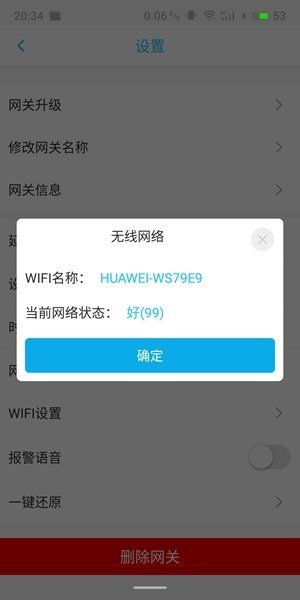 20:34
0.06 K/s
53
设置
网关升级
修改网关名称
网关信息
延
无线网络
WIFI名称： HUAWEI-WS79E9
设
当前网络状态： 好(99)
时
确定
网
WIFI设置
报警语音
一键还原
删除网关